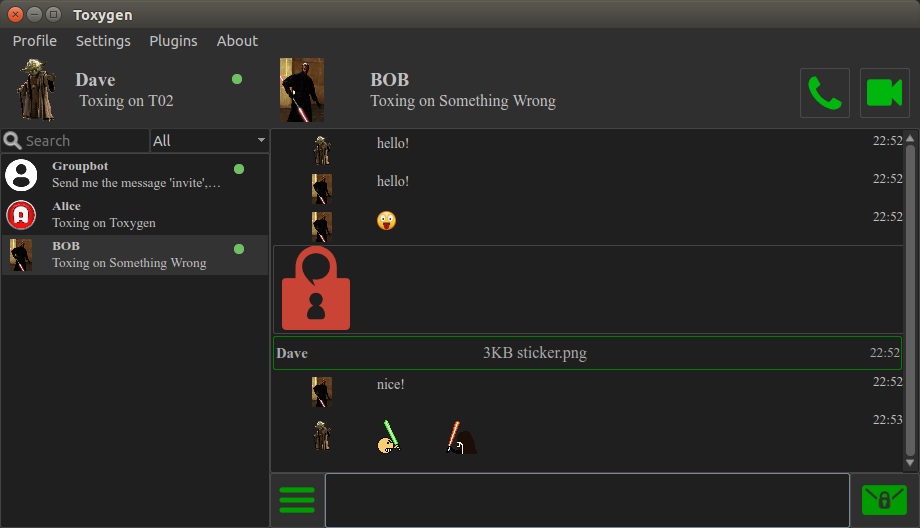 Toxygen
Profile Settings Plugins About
Dave
Toxing on T02
BOB
Toxing on Something Wrong
Search
All
Groupbot
Send me the message 'invite',...
Alice
Toxing on Toxygen
BOB
Toxing on Something Wrong
hello! 22:52
hello! 22:52
22:52
Dave 3KB sticker.png 22:52
nice! 22:52
22:53